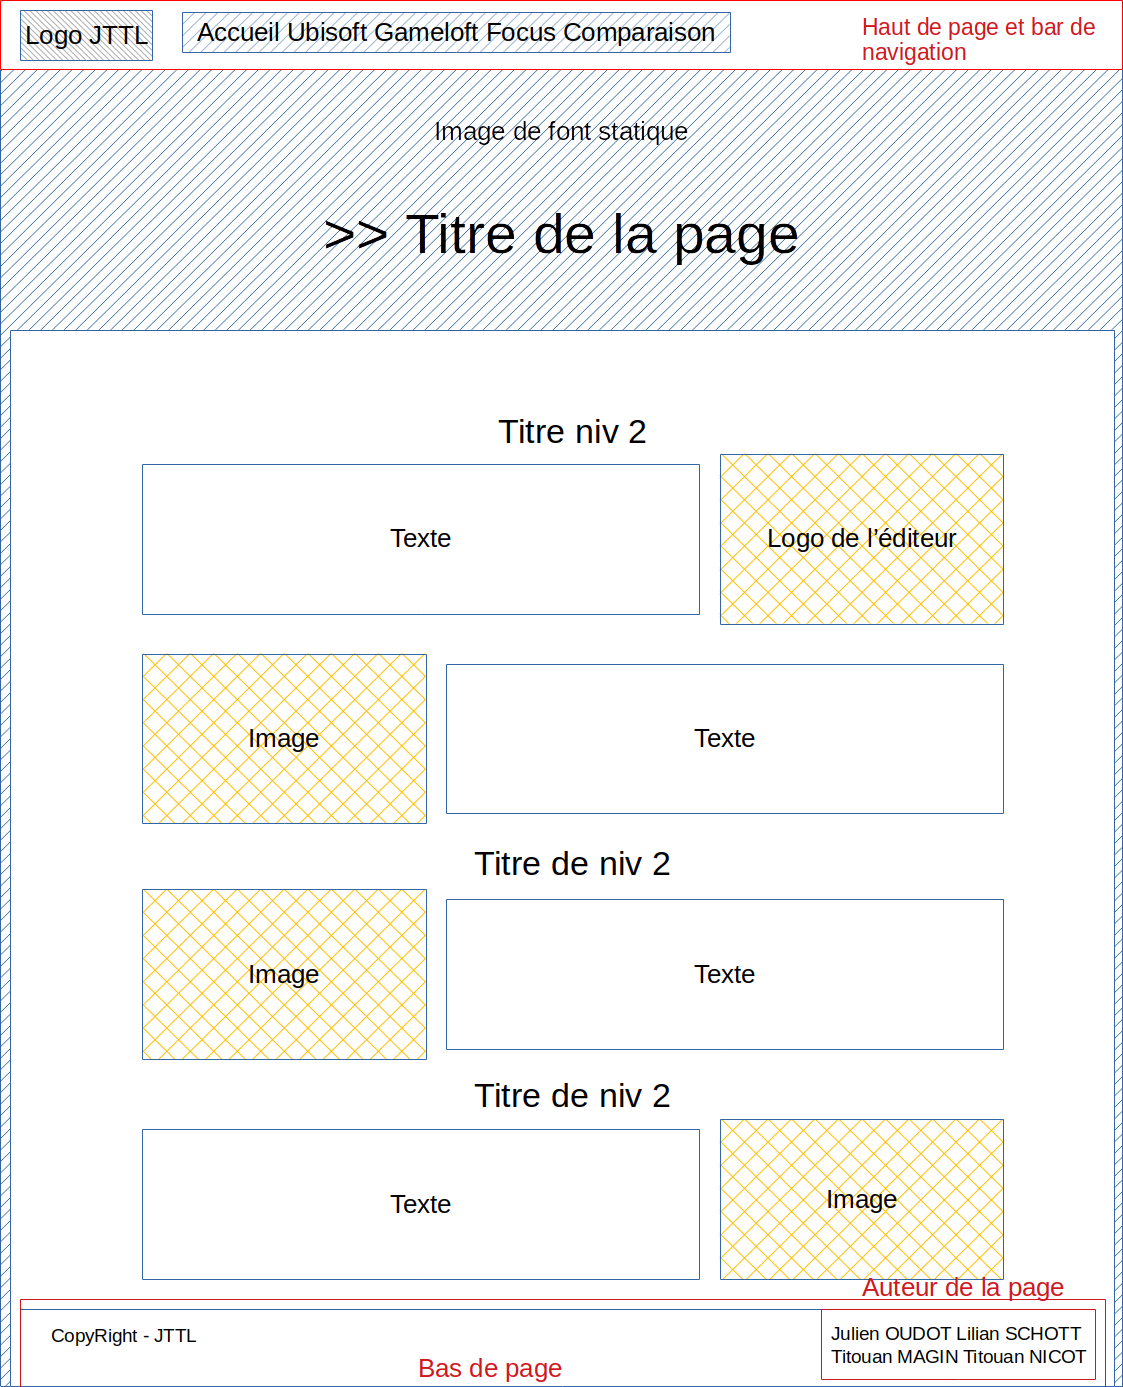 Logo JTTL
Accueil Ubisoft Gameloft Focus Comparaison
Haut de page et bar de
navigation
Image de font statique
>> Titre de la page
Titre niv 2
Texte
Logo de l’éditeur
Image
Texte
Titre de niv 2
Image
Texte
Titre de niv 2
Texte
Image
Auteur de la page
CopyRight - JTTL
Julien OUDOT Lilian SCHOTT
Titouan MAGIN Titouan NICOT
Bas de page